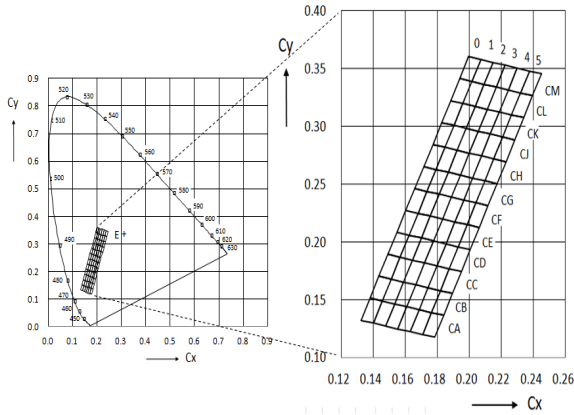 0.9
0.8
0.7
0.6
0.5
0.4
0.3
0.2
0.1
0.0
Cy
0.0 0.1 0.2 0.3 0.4 0.5 0.6 0.7 0.8 0.9
Cx
520
530
510
540
550
560
500
570
580
590
600
610
620
630
490
480
470
460
450
E +
0.40
0.35
0.30
0.25
0.20
0.15
0.10
Cy
0 1 2 3 4 5
CM
CL
CK
CJ
CH
CG
CF
CE
CD
CC
CB
CA
0.12 0.14 0.16 0.18 0.20 0.22 0.24 0.26
Cx